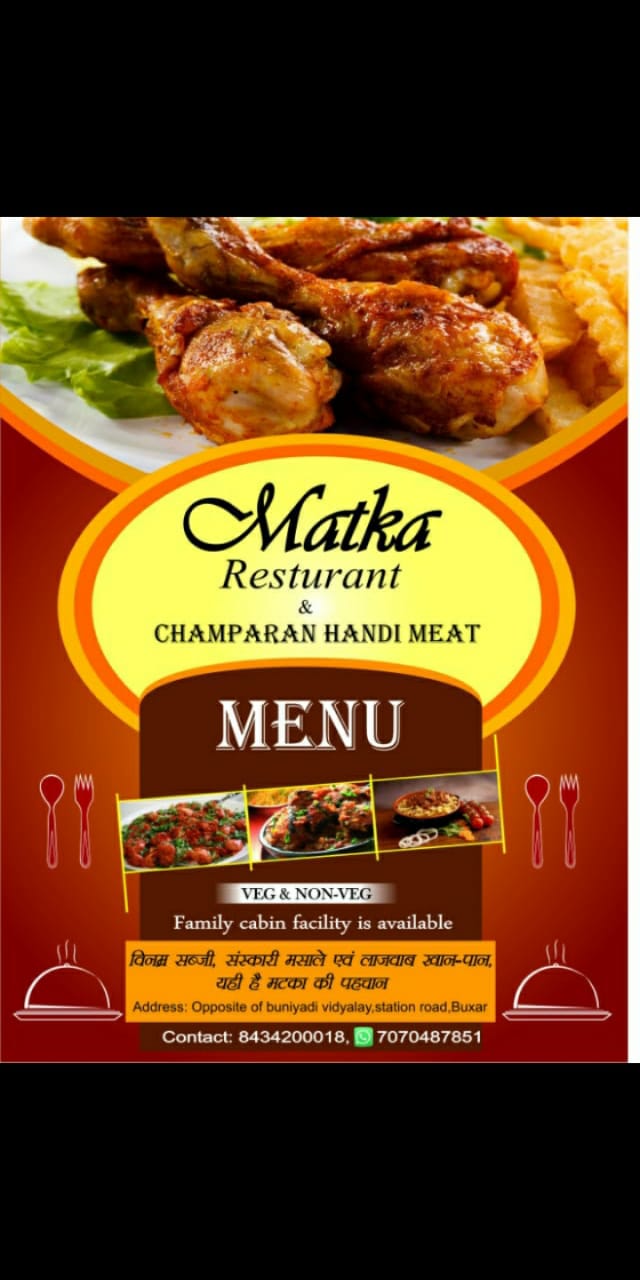 Matka
Resturant
&
CHAMPARAN HANDI MEAT
MENU
VEG & NON-VEG
Family cabin facility is available
विनम्र सब्जी, संस्कारी मसाले एवं लाजवाब खान-पान,
यही है मटका की पहचान
Address: Opposite of buniyadi vidyalay,station road,Buxar
Contact: 8434200018, 7070487851